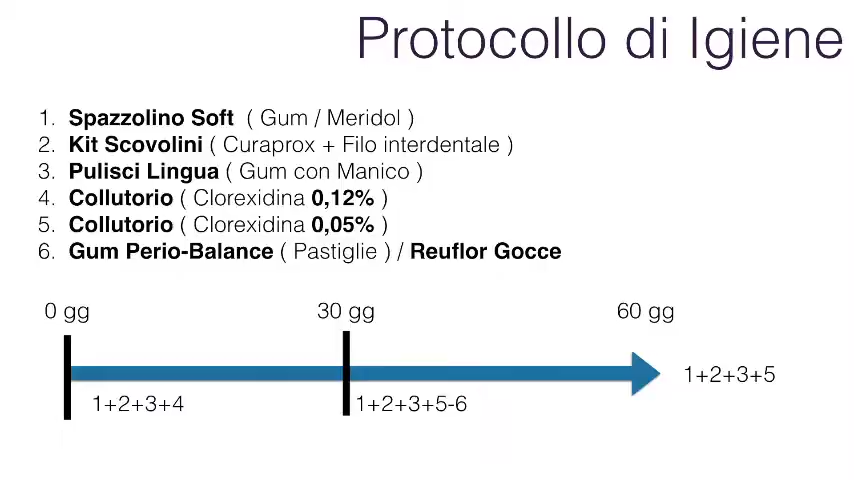 Protocollo di Igiene
1. Spazzolino Soft ( Gum / Meridol )
2. Kit Scovolini ( Curaprox + Filo interdentale )
3. Pulisci Lingua ( Gum con Manico )
4. Collutorio ( Clorexidina 0,12% )
5. Collutorio ( Clorexidina 0,05% )
6. Gum Perio-Balance ( Pastiglie ) / Reuflor Gocce
0 gg 30 gg 60 gg
1+2+3+5
1+2+3+4 1+2+3+5-6